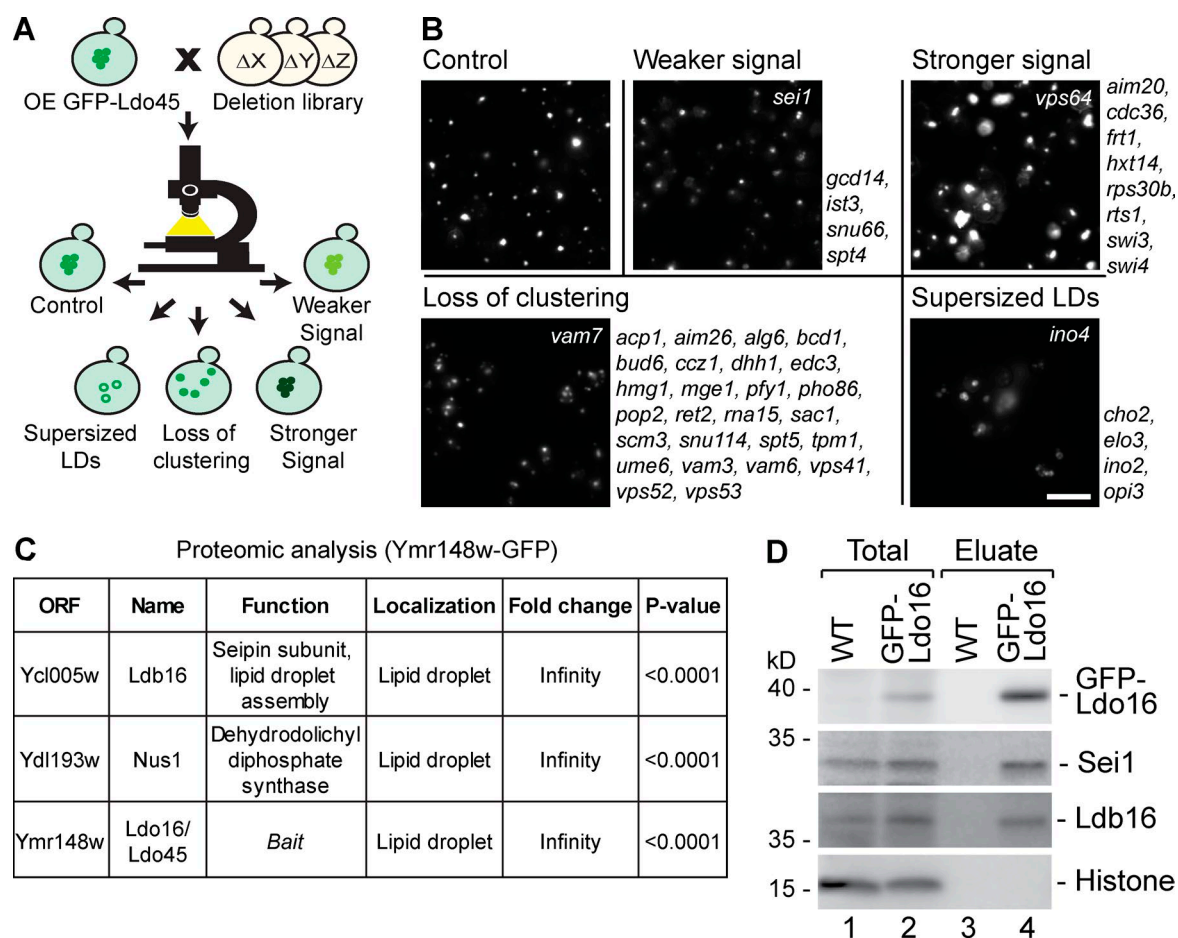 A
OE GFP-Ldo45
X
ΔX ΔY ΔZ
Deletion library
Control
Weaker
Signal
Supersized
LDs
Loss of
clustering
Stronger
Signal
B
Control
Weaker signal
sei1
gcd14,
ist3,
snu66,
spt4
Stronger signal
vps64
aim20,
cdc36,
frt1,
hxt14,
rps30b,
rts1,
swi3,
swi4
Loss of clustering
vam7
acp1, aim26, alg6, bcd1,
bud6, ccz1, dhh1, edc3,
hmg1, mge1, pfy1, pho86,
pop2, ret2, rna15, sac1,
scm3, snu114, spt5, tpm1,
ume6, vam3, vam6, vps41,
vps52, vps53
Supersized LDs
ino4
cho2,
elo3,
ino2,
opi3
C
Proteomic analysis (Ymr148w-GFP)
ORF Name Function Localization Fold change P-value
Ycl005w Ldb16 Seipin subunit, lipid droplet assembly Lipid droplet Infinity <0.0001
Ydl193w Nus1 Dehydrodolichyl diphosphate synthase Lipid droplet Infinity <0.0001
Ymr148w Ldo16/ Ldo45 Bait Lipid droplet Infinity <0.0001
D
Total Eluate
WT GFP-Ldo16 WT GFP-Ldo16
kD
40 - - GFP-Ldo16
35 -
- Sei1
- Ldb16
35 -
15 - - Histone
1 2 3 4